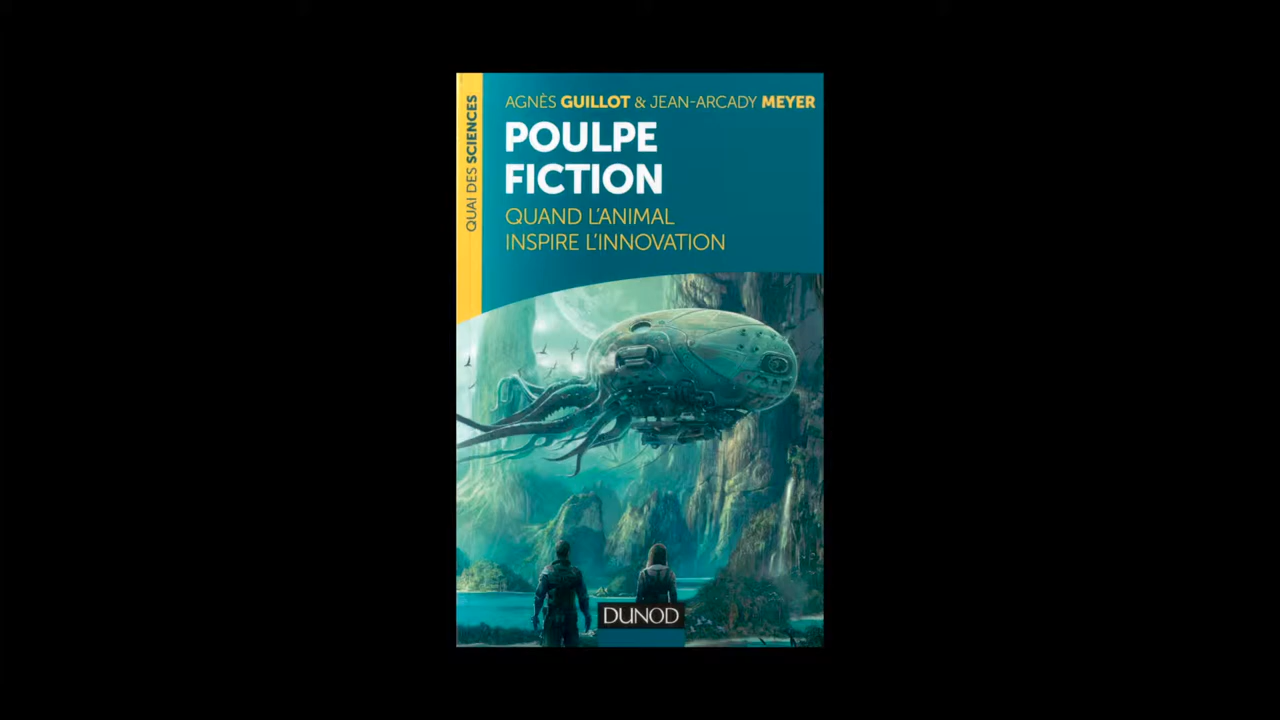 QUAI DES SCIENCES
AGNÈS GUILLOT & JEAN-ARCADY MEYER
POULPE
FICTION
QUAND L'ANIMAL
INSPIRE L'INNOVATION
DUNOD